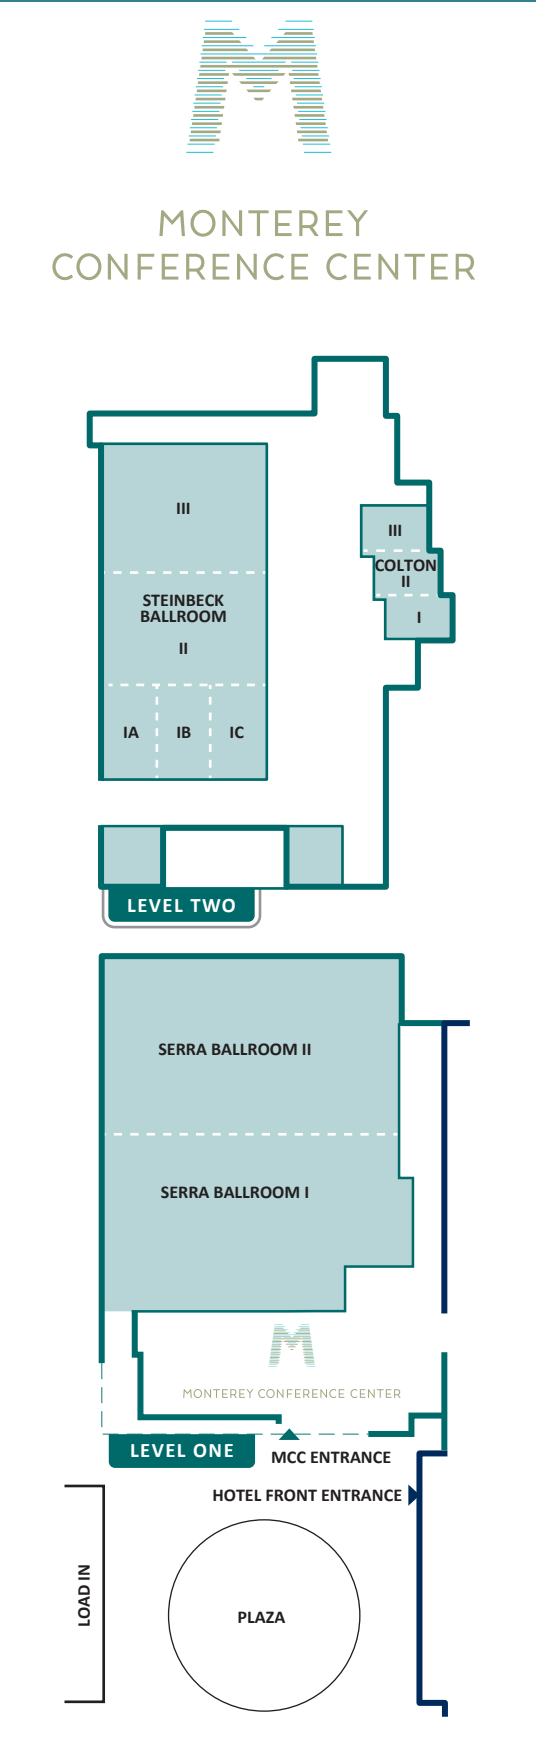 MONTEREY
CONFERENCE CENTER
III
STEINBECK
BALLROOM
II
IA IB IC
III
COLTON
II
I
LEVEL TWO
SERRA BALLROOM II
SERRA BALLROOM I
MONTEREY CONFERENCE CENTER
LEVEL ONE
MCC ENTRANCE
HOTEL FRONT ENTRANCE
LOAD IN
PLAZA